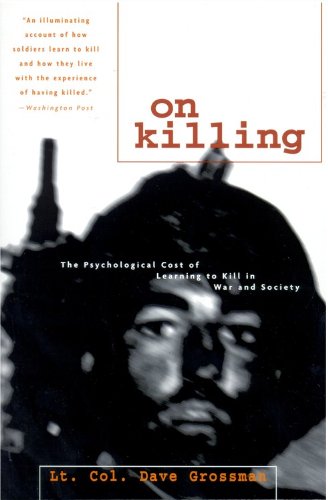 "An illuminating
account of how
soldiers learn to kill
and how they live
with the experience
of having killed."
—Washington Post
on
killing
The Psychological Cost of
Learning to Kill in
War and Society
Lt. Col. Dave Grossman